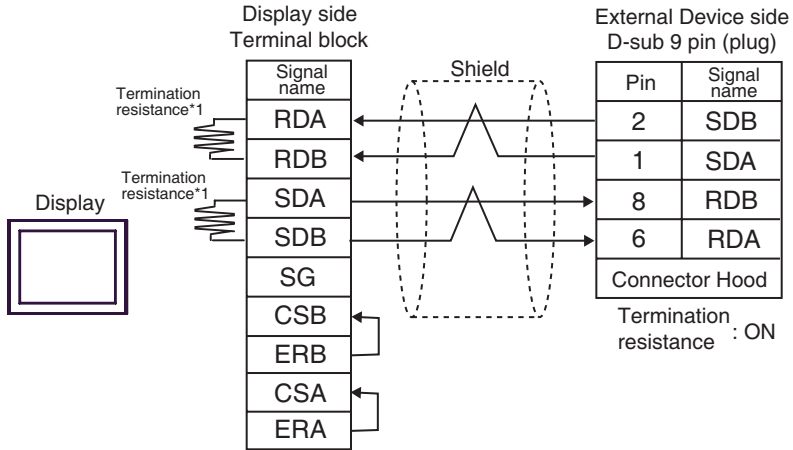 Display side
Terminal block
External Device side
D-sub 9 pin (plug)
Signal
name
Shield
Pin
Signal
name
Termination
resistance*1
RDA
2
SDB
RDB
1
SDA
Termination
resistance*1
SDA
8
RDB
Display
SDB
6
RDA
SG
Connector Hood
CSB
Termination
resistance : ON
ERB
CSA
ERA